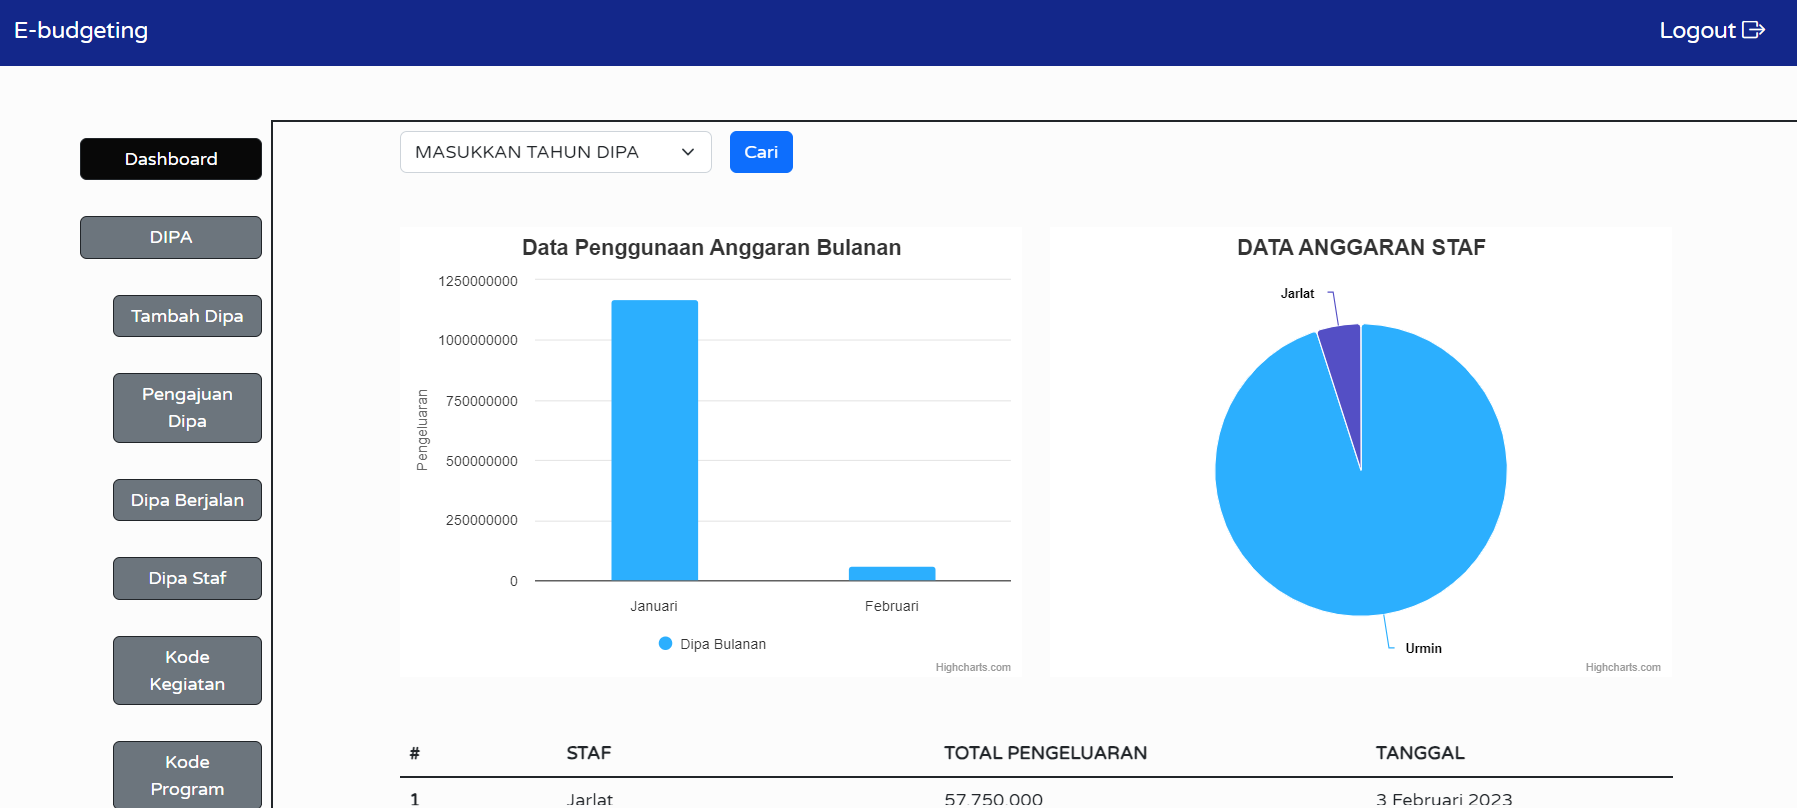 E-budgeting
Logout
Dashboard
DIPA
Tambah Dipa
Pengajuan
Dipa
Dipa Berjalan
Dipa Staf
Kode
Kegiatan
Kode
Program
MASUKKAN TAHUN DIPA
Cari
Data Penggunaan Anggaran Bulanan
Pengeluaran
1250000000
1000000000
750000000
500000000
250000000
0
Januari
Februari
Dipa Bulanan
Highcharts.com
DATA ANGGARAN STAF
Jarlat
Urmin
Highcharts.com
# STAF TOTAL PENGELUARAN TANGGAL
1 Jarlat 57.750.000 3 Februari 2023